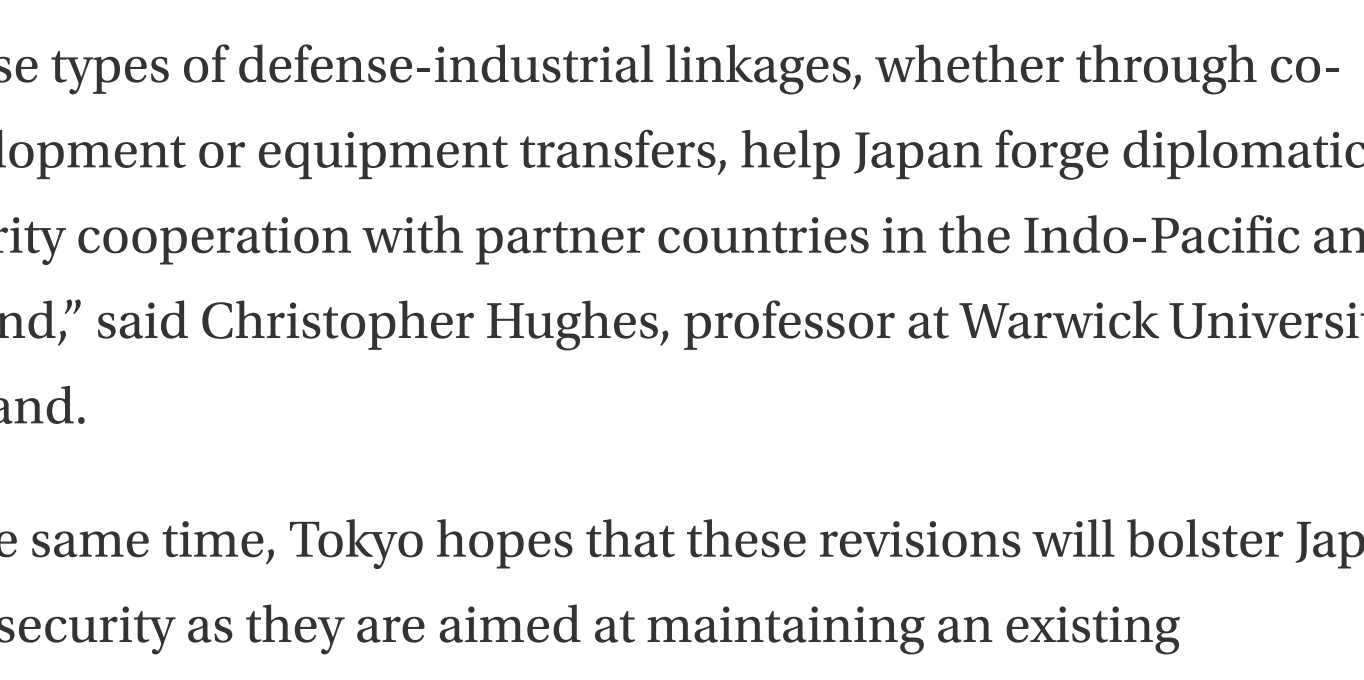 se types of defense-industrial linkages, whether through co-
lopment or equipment transfers, help Japan forge diplomatic
rity cooperation with partner countries in the Indo-Pacific an
nd,” said Christopher Hughes, professor at Warwick Universit
and.
e same time, Tokyo hopes that these revisions will bolster Jap
security as they are aimed at maintaining an existing